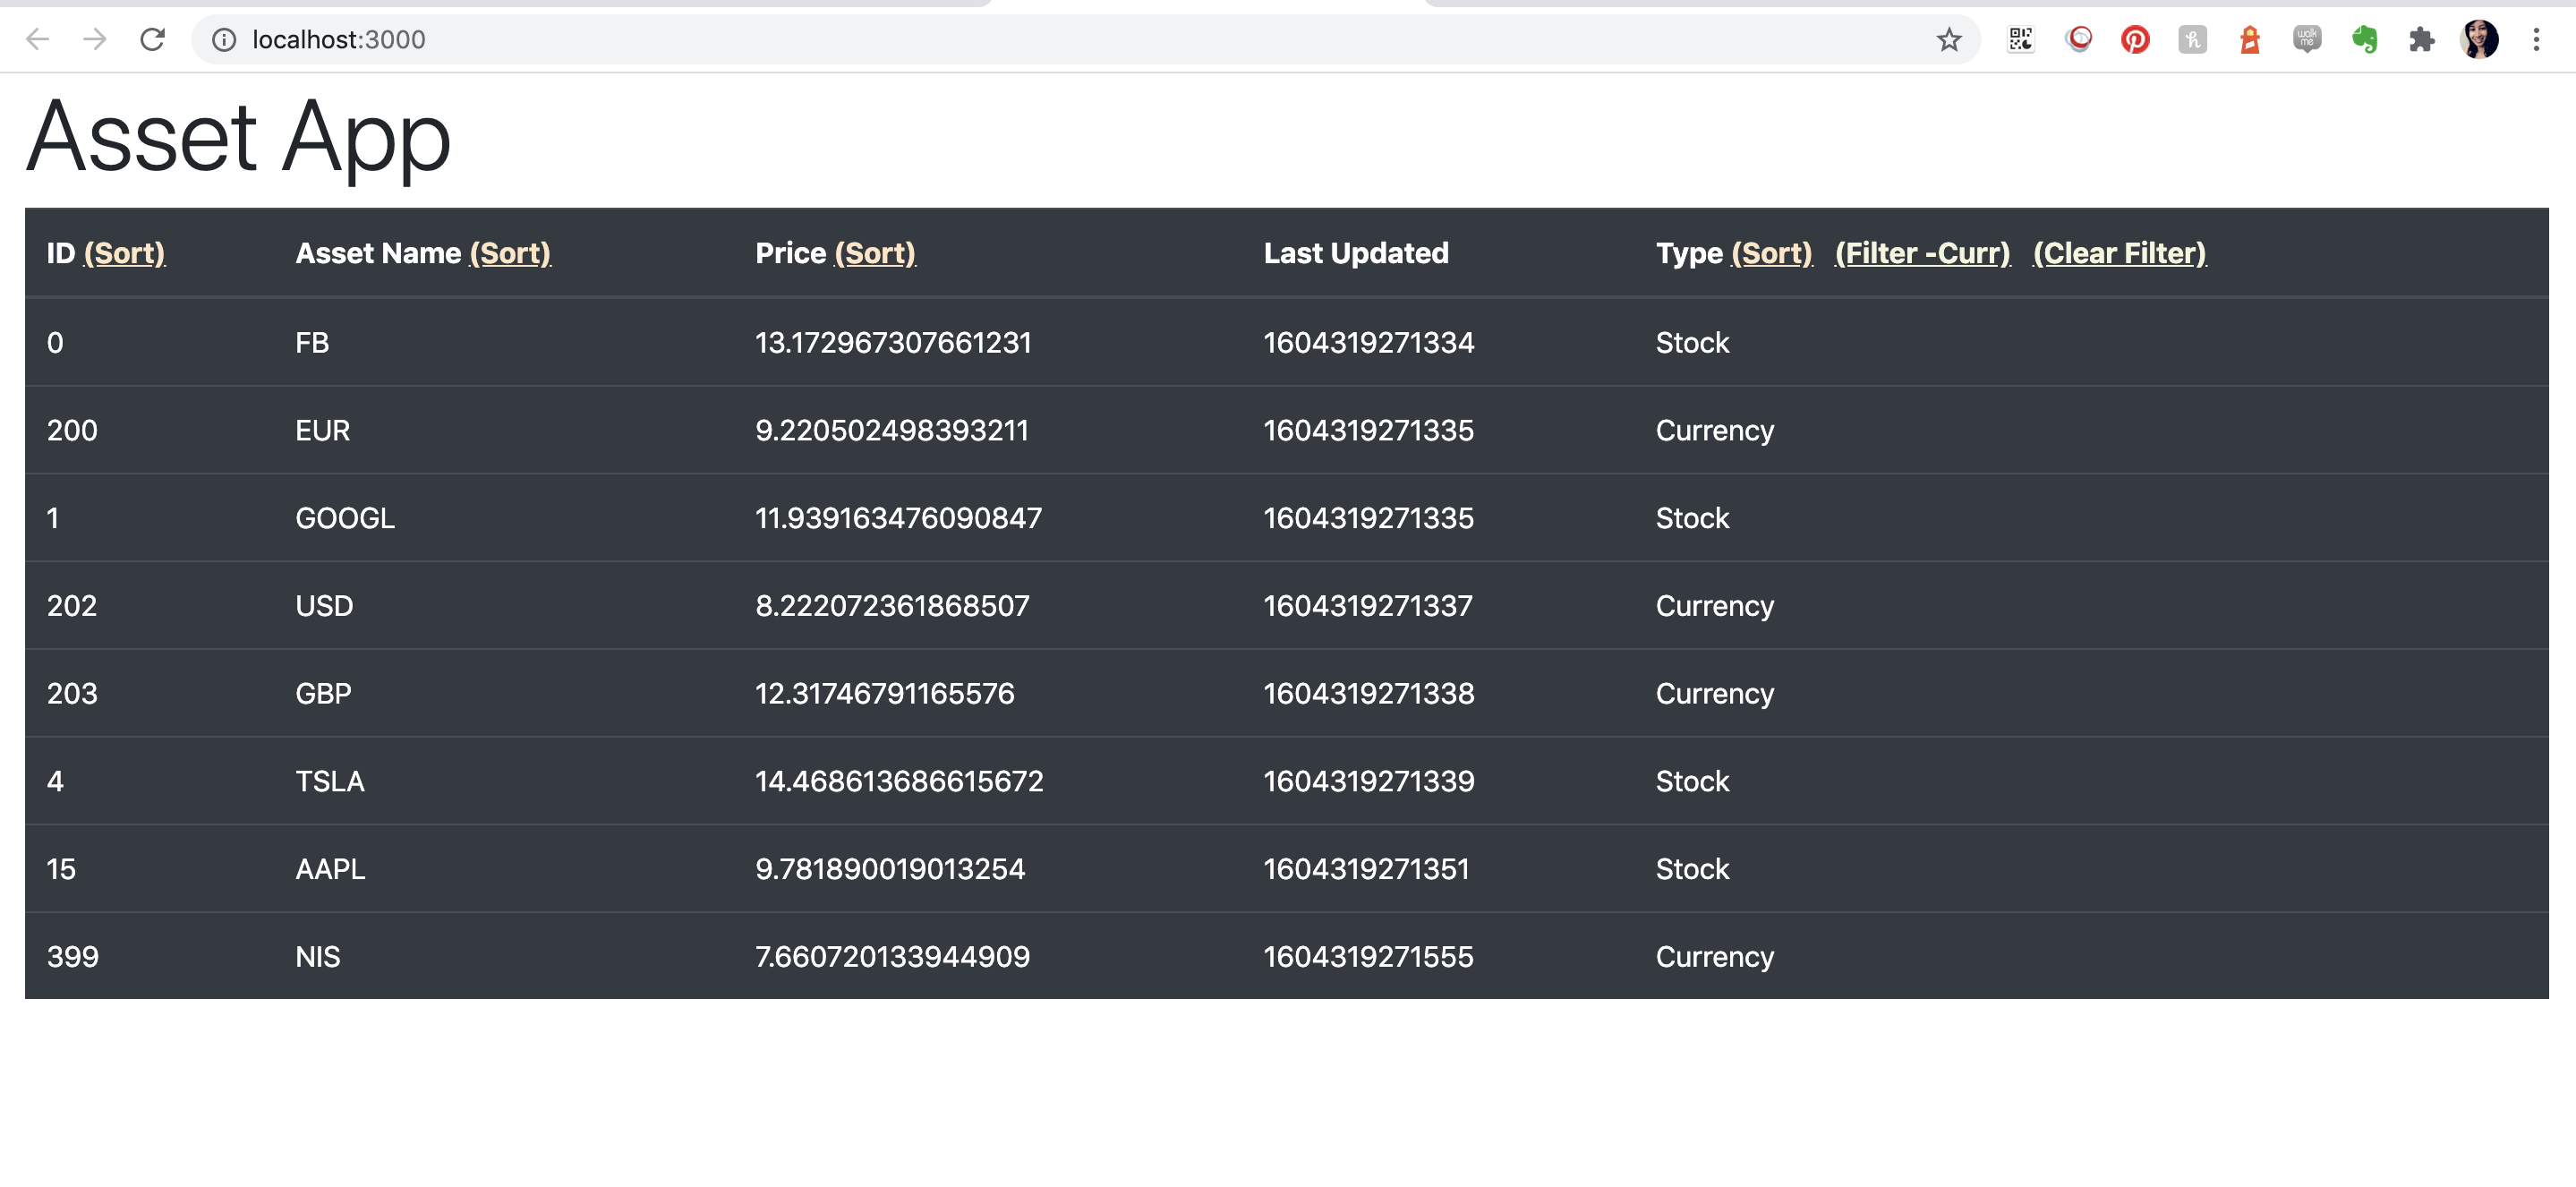 localhost:3000
walk me
Asset App
ID (Sort) Asset Name (Sort) Price (Sort) Last Updated Type (Sort) (Filter -Curr) (Clear Filter)
0 FB 13.172967307661231 1604319271334 Stock
200 EUR 9.220502498393211 1604319271335 Currency
1 GOOGL 11.939163476090847 1604319271335 Stock
202 USD 8.222072361868507 1604319271337 Currency
203 GBP 12.31746791165576 1604319271338 Currency
4 TSLA 14.468613686615672 1604319271339 Stock
15 AAPL 9.781890019013254 1604319271351 Stock
399 NIS 7.660720133944909 1604319271555 Currency